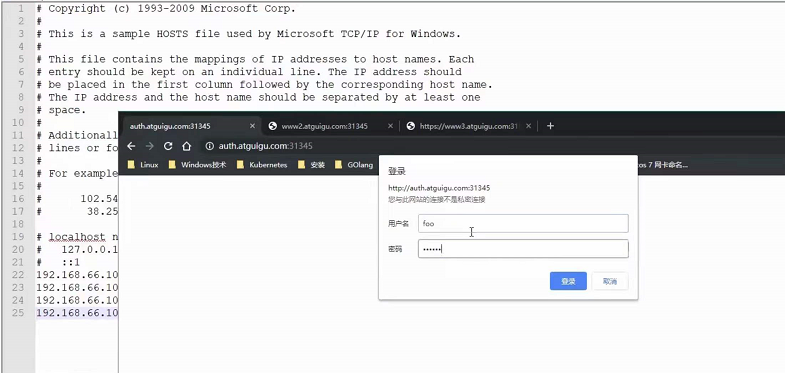 1 # Copyright (c) 1993-2009 Microsoft Corp.
2 #
3 # This is a sample HOSTS file used by Microsoft TCP/IP for Windows.
4 #
5 # This file contains the mappings of IP addresses to host names. Each
6 # entry should be kept on an individual line. The IP address should
7 # be placed in the first column followed by the corresponding host name.
8 # The IP address and the host name should be separated by at least one
9 # space.
10 #
11 # Additionall
12 # lines or fo
13 #
14 # For example
15 #
16 # 102.54
17 # 38.25
18
19 # localhost n
20 # 127.0.0.1
21 # ::1
22 192.168.66.10
23 192.168.66.10
24 192.168.66.10
25 192.168.66.10
auth.atguigu.com:31345 × www2.atguigu.com:31345 × https://www3.atguigu.com:31 × +
auth.atguigu.com:31345
Linux Windows技术 Kubernetes 安装 GOlang tos 7 网卡命名...
登录
http://auth.atguigu.com:31345
您与此网站的连接不是私密连接
用户名 foo
密码 ••••••
登录 取消